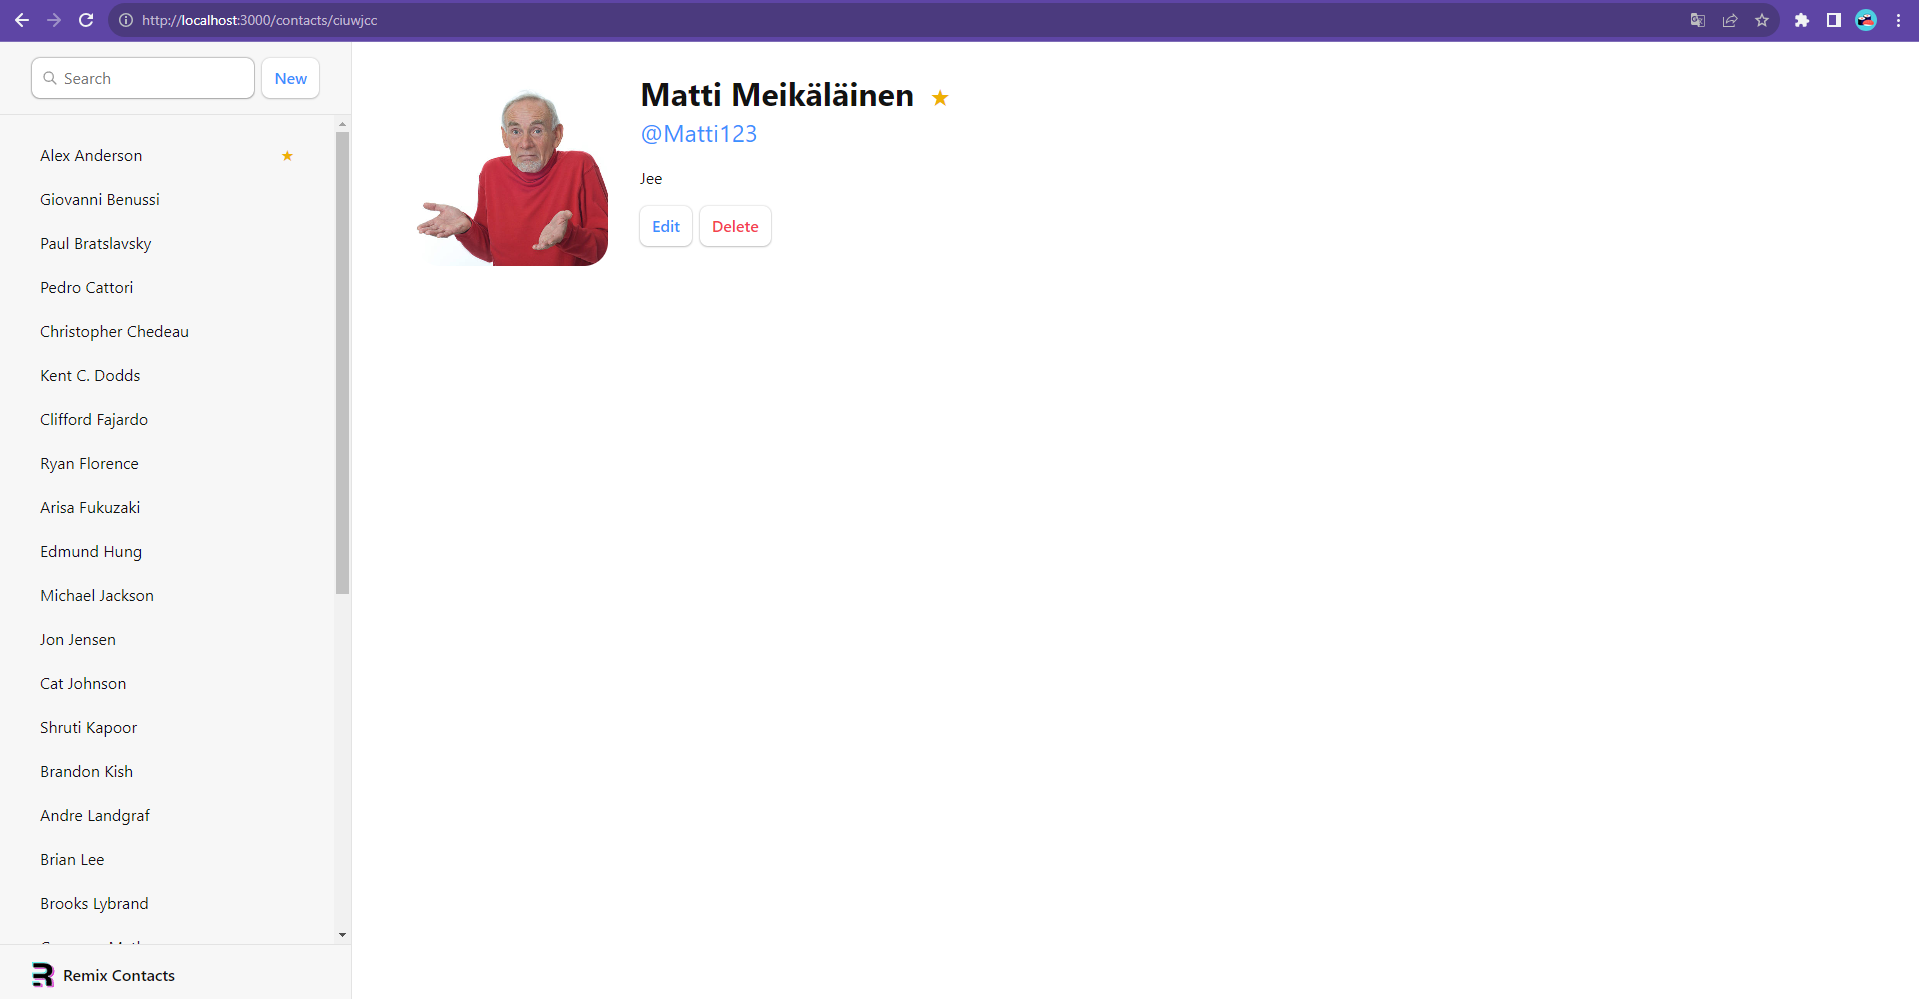 http://localhost:3000/contacts/ciuwjcc
Search
New
Alex Anderson ★
Giovanni Benussi
Paul Bratslavsky
Pedro Cattori
Christopher Chedeau
Kent C. Dodds
Clifford Fajardo
Ryan Florence
Arisa Fukuzaki
Edmund Hung
Michael Jackson
Jon Jensen
Cat Johnson
Shruti Kapoor
Brandon Kish
Andre Landgraf
Brian Lee
Brooks Lybrand
Remix Contacts
Matti Meikäläinen ★
@Matti123
Jee
Edit
Delete